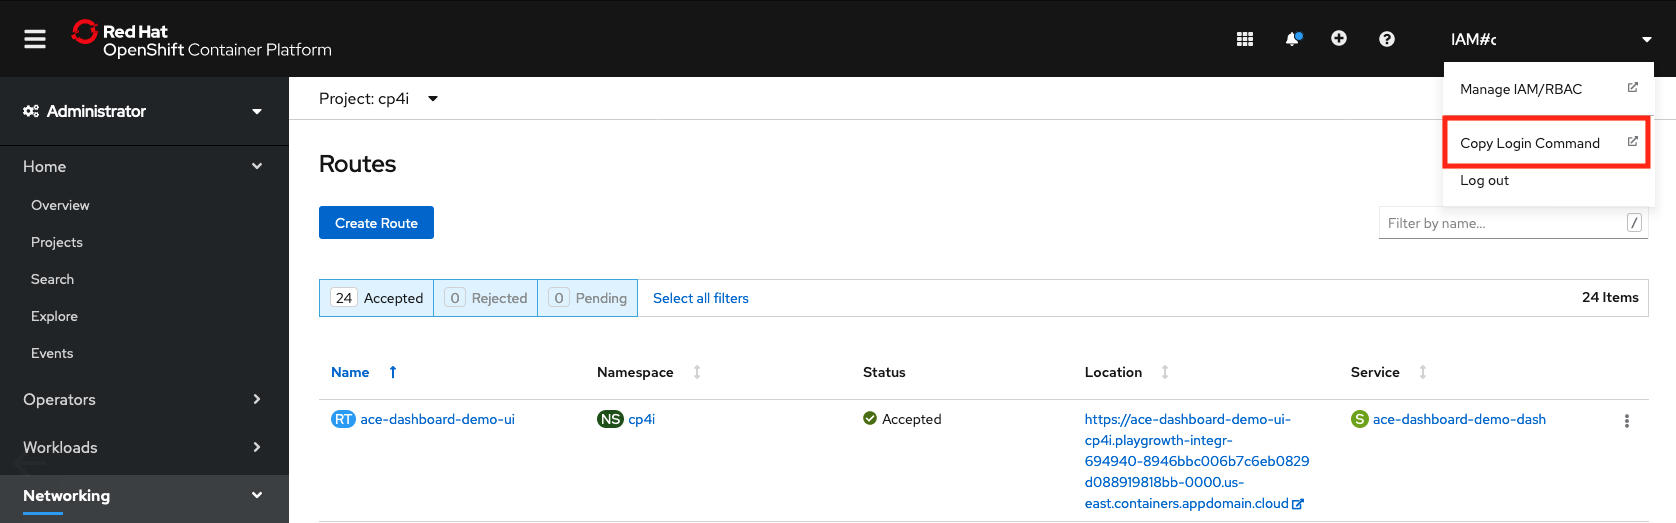 Red Hat
OpenShift Container Platform
IAM#c
Manage IAM/RBAC
Copy Login Command
Log out
Administrator
Home
Overview
Projects
Search
Explore
Events
Operators
Workloads
Networking
Project: cp4i
Routes
Create Route
Filter by name...
/
24 Accepted
0 Rejected
0 Pending
Select all filters
24 Items
Name
Namespace
Status
Location
Service
RT ace-dashboard-demo-ui
NS cp4i
Accepted
https://ace-dashboard-demo-ui-
cp4i.playgrowth-integr-
694940-8946bbc006b7c6eb0829
d088919818bb-0000.us-
east.containers.appdomain.cloud
S ace-dashboard-demo-dash